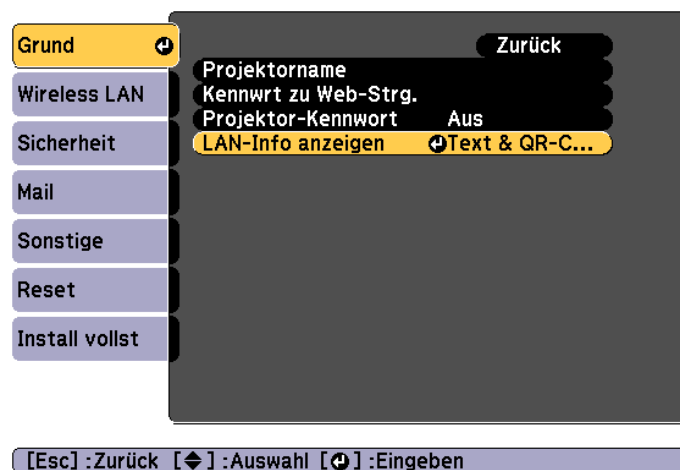 Grund
Zurück
Projektorname
Wireless LAN
Kennwrt zu Web-Strg.
Projektor-Kennwort Aus
Sicherheit
LAN-Info anzeigen Text & QR-C...
Mail
Sonstige
Reset
Install vollst
[Esc] :Zurück [ ] :Auswahl [ ] :Eingeben